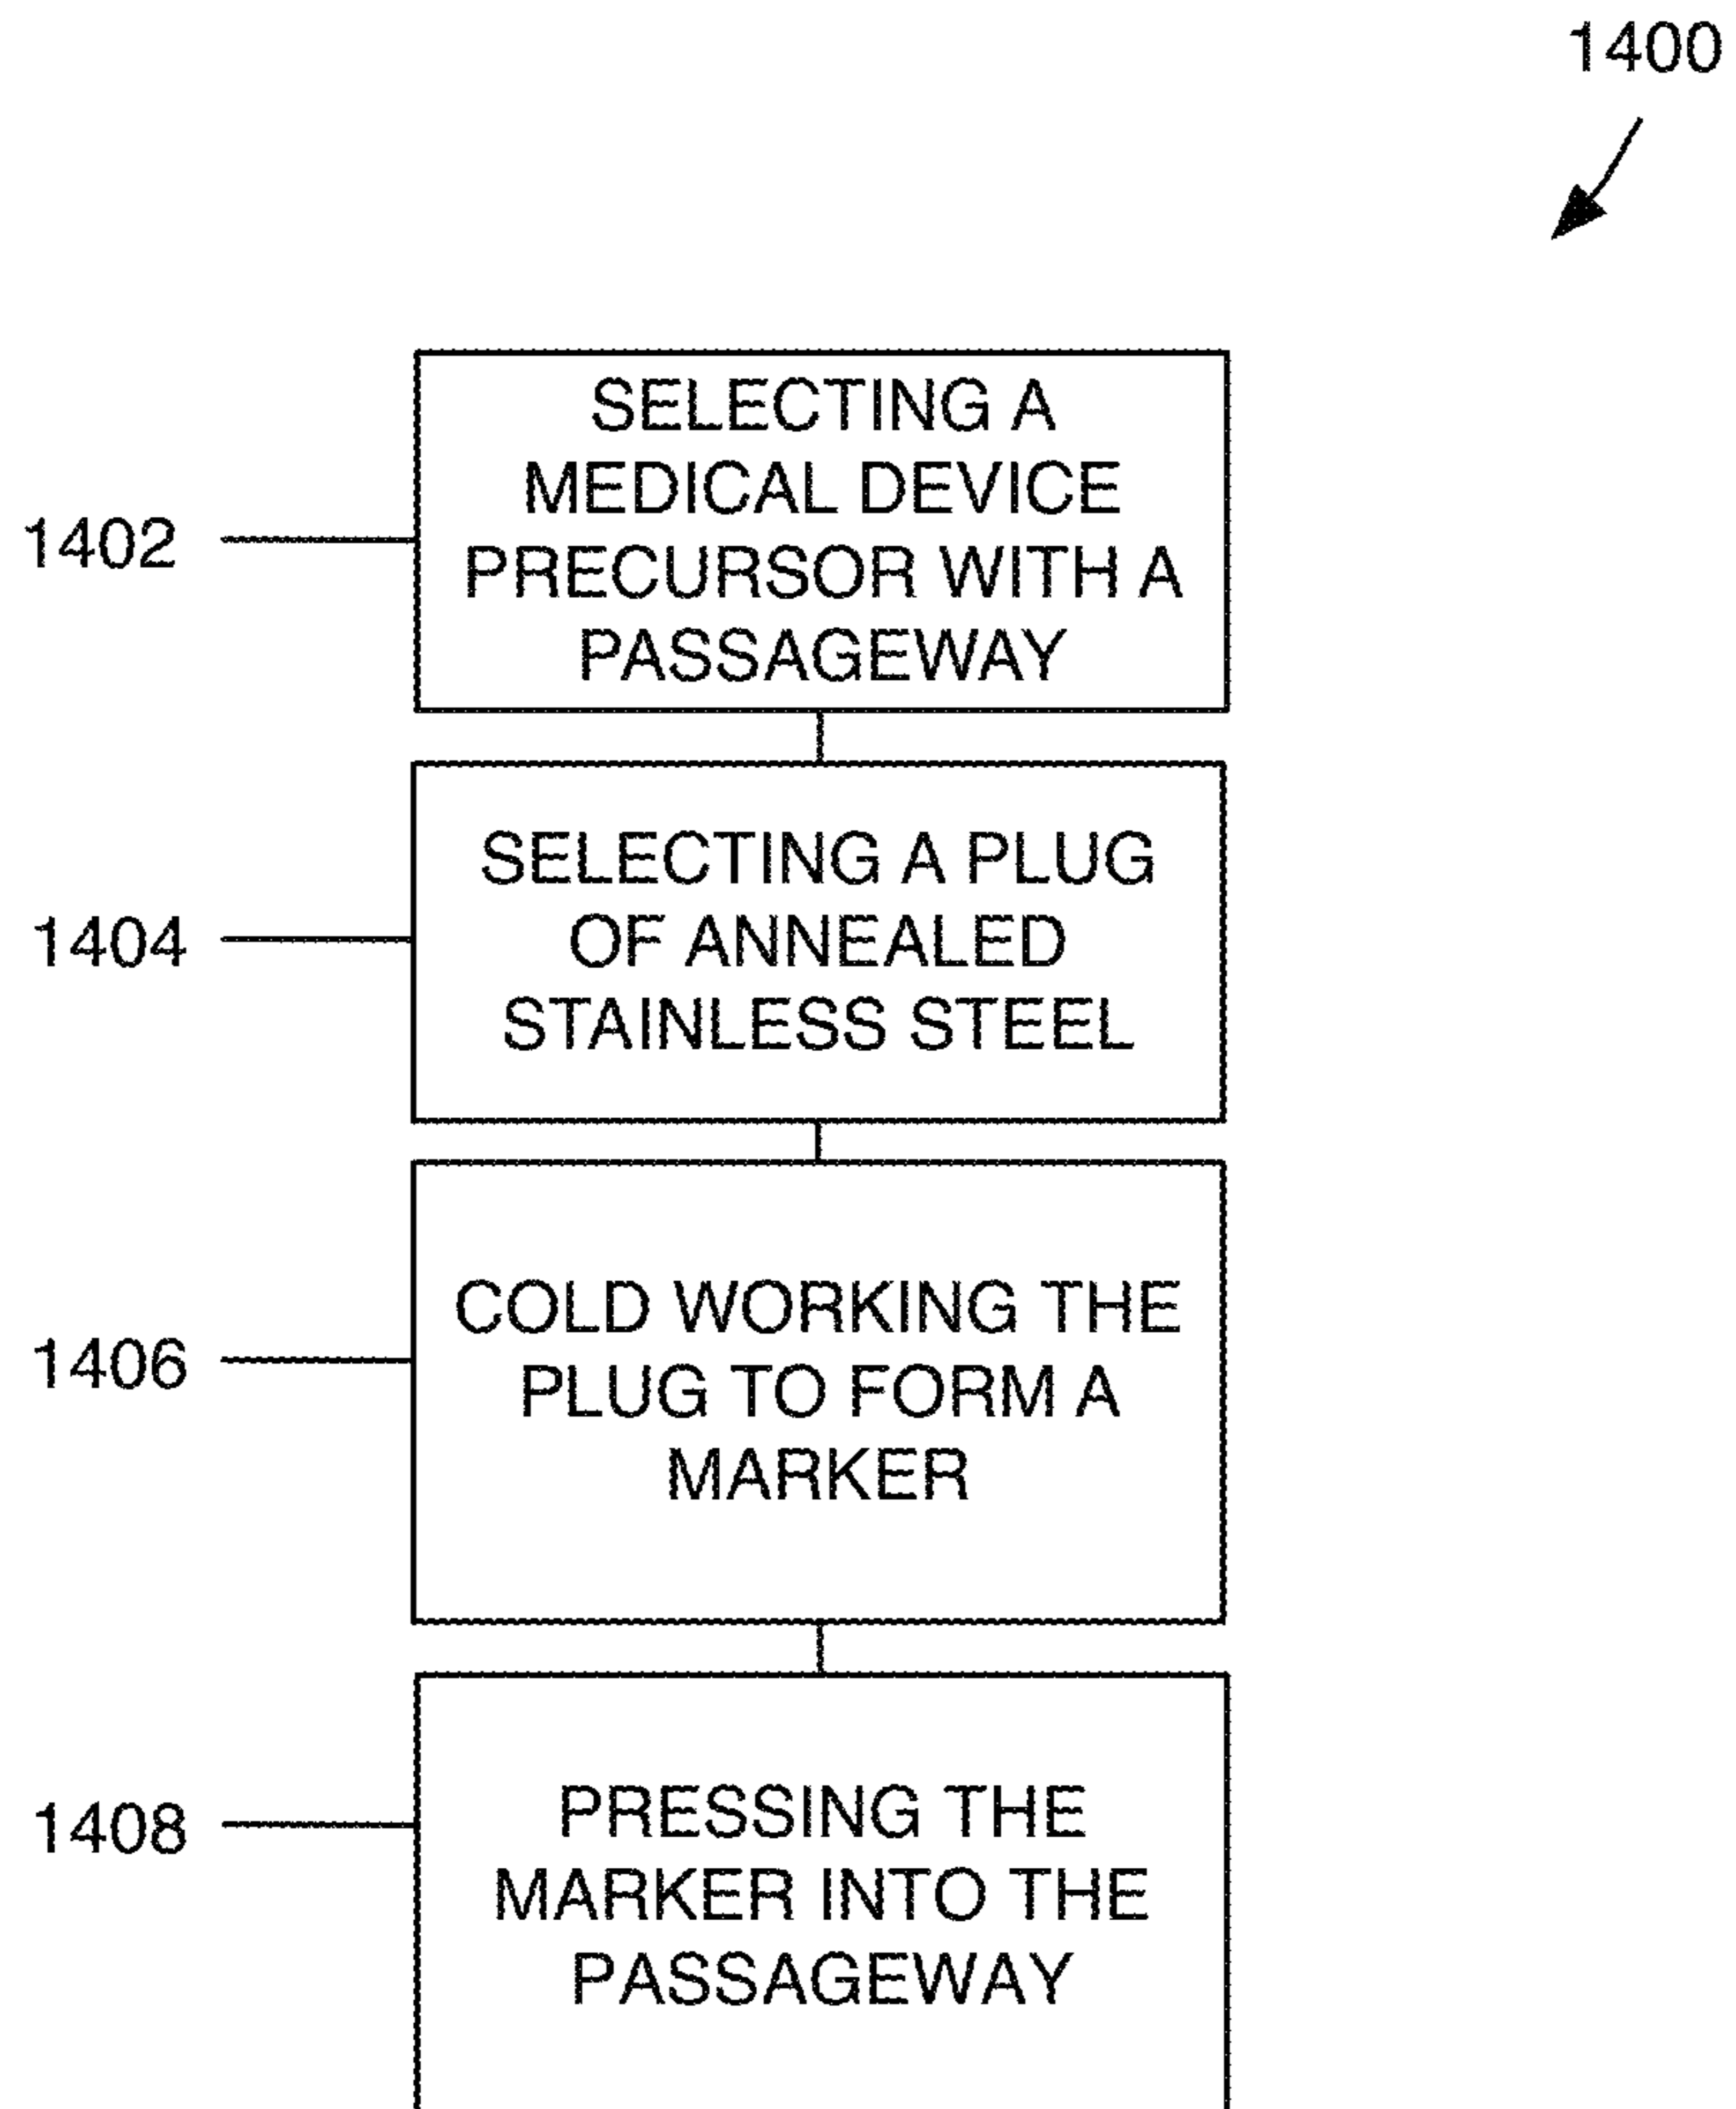 1400
1402
SELECTING A
MEDICAL DEVICE
PRECURSOR WITH A
PASSAGEWAY
1404
SELECTING A PLUG
OF ANNEALED
STAINLESS STEEL
1406
COLD WORKING THE
PLUG TO FORM A
MARKER
1408
PRESSING THE
MARKER INTO THE
PASSAGEWAY